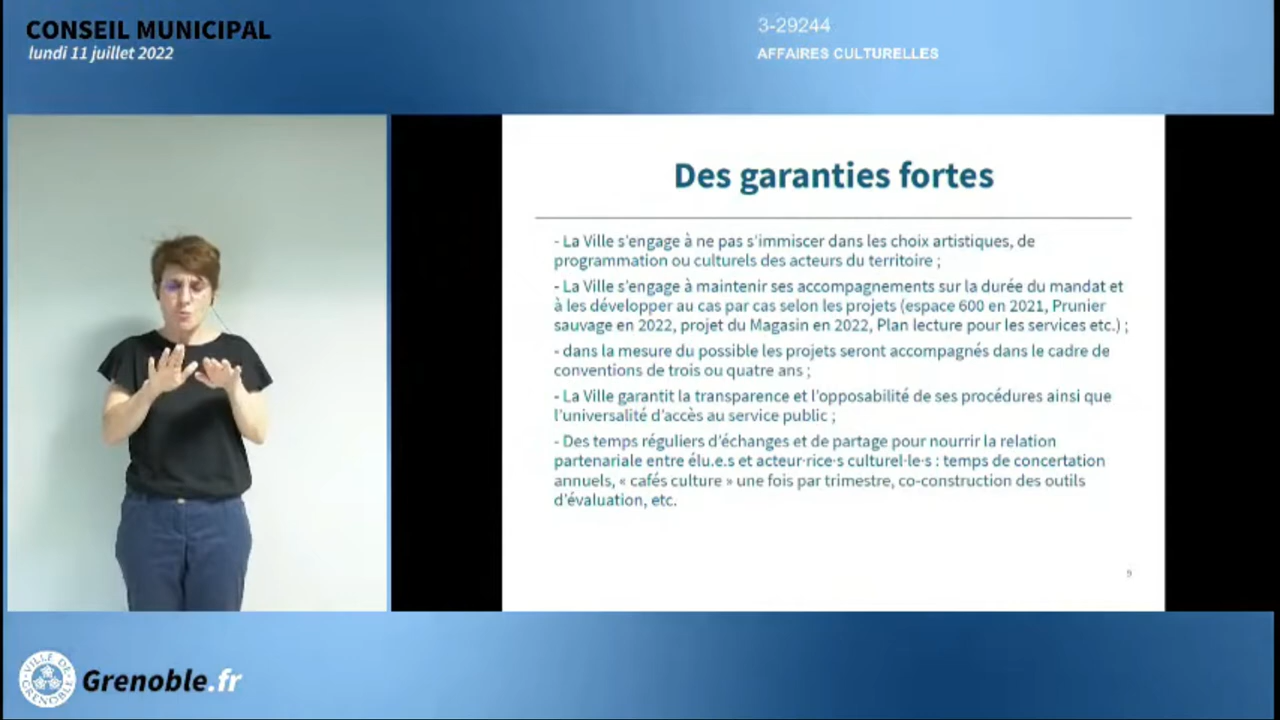 CONSEIL MUNICIPAL
lundi 11 juillet 2022
3-29244
AFFAIRES CULTURELLES
Des garanties fortes
- La Ville s'engage à ne pas s'immiscer dans les choix artistiques, de
programmation ou culturels des acteurs du territoire ;
- La Ville s'engage à maintenir ses accompagnements sur la durée du mandat et
à les développer au cas par cas selon les projets (espace 600 en 2021, Prunier
sauvage en 2022, projet du Magasin en 2022, Plan lecture pour les services etc.) ;
- dans la mesure du possible les projets seront accompagnés dans le cadre de
conventions de trois ou quatre ans ;
- La Ville garantit la transparence et l'opposabilité de ses procédures ainsi que
l'universalité d'accès au service public ;
- Des temps réguliers d'échanges et de partage pour nourrir la relation
partenariale entre élu.e.s et acteur·rice·s culturel·le·s : temps de concertation
annuels, « cafés culture » une fois par trimestre, co-construction des outils
d'évaluation, etc.
9
VILLE DE
GRENOBLE
Grenoble.fr